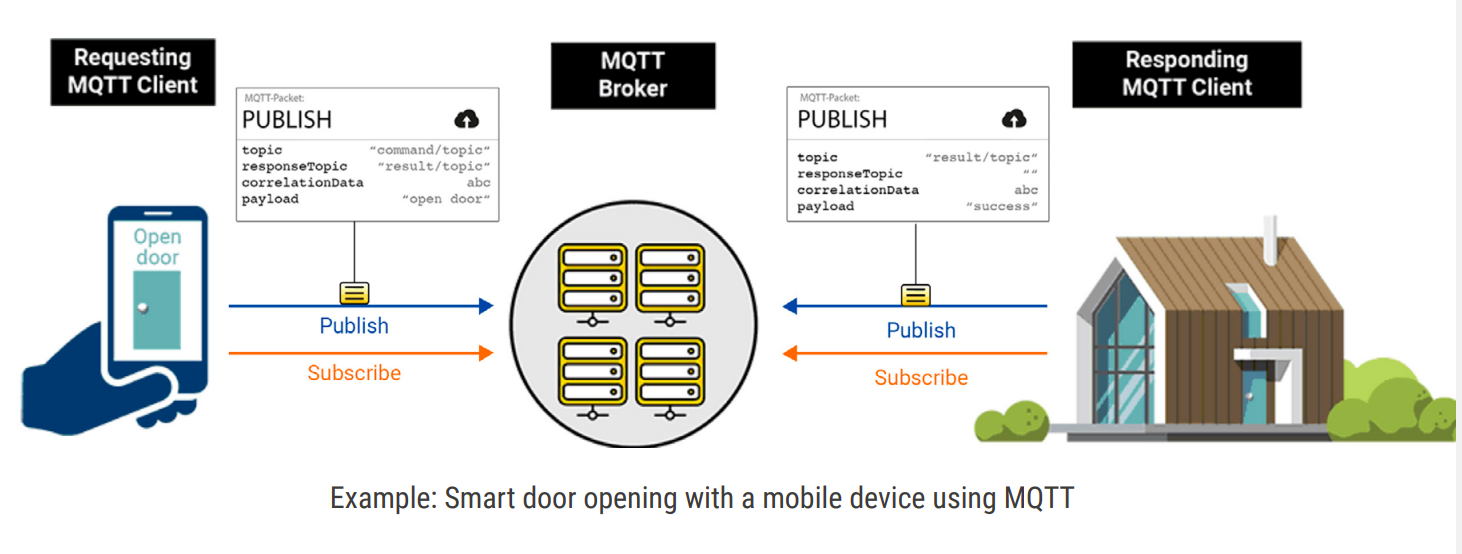 Requesting
MQTT Client
MQTT-Packet:
PUBLISH
topic "command/topic"
responseTopic "result/topic"
correlationData abc
payload "open door"
MQTT
Broker
MQTT-Packet:
PUBLISH
topic "result/topic"
responseTopic ""
correlationData abc
payload "success"
Responding
MQTT Client
Open
door
Publish
Subscribe
Publish
Subscribe
Example: Smart door opening with a mobile device using MQTT